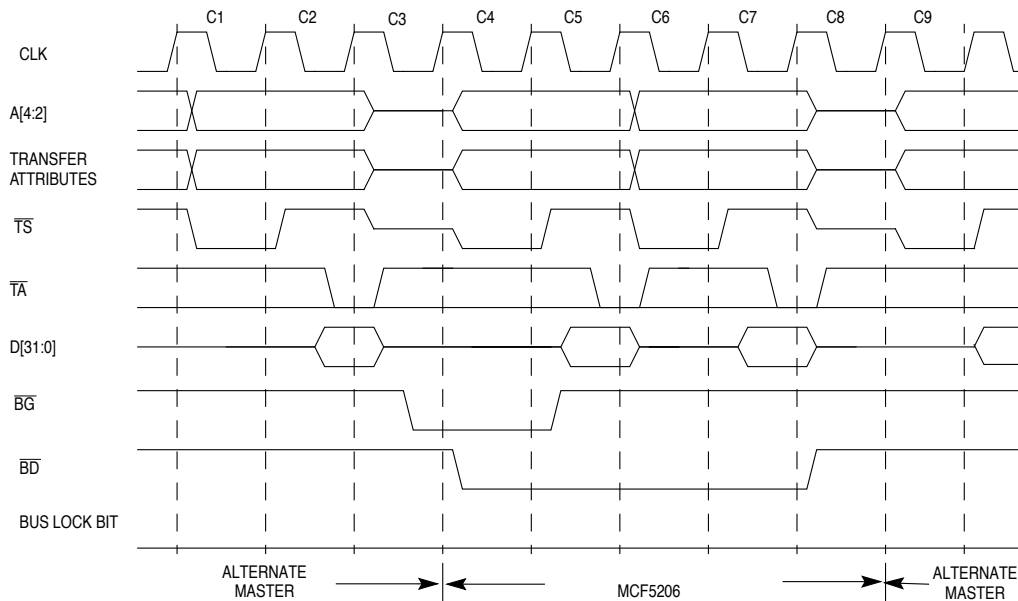 C1 C2 C3 C4 C5 C6 C7 C8 C9
CLK
A[4:2]
TRANSFER
ATTRIBUTES
TS
TA
D[31:0]
BG
BD
BUS LOCK BIT
ALTERNATE
MASTER
MCF5206
ALTERNATE
MASTER